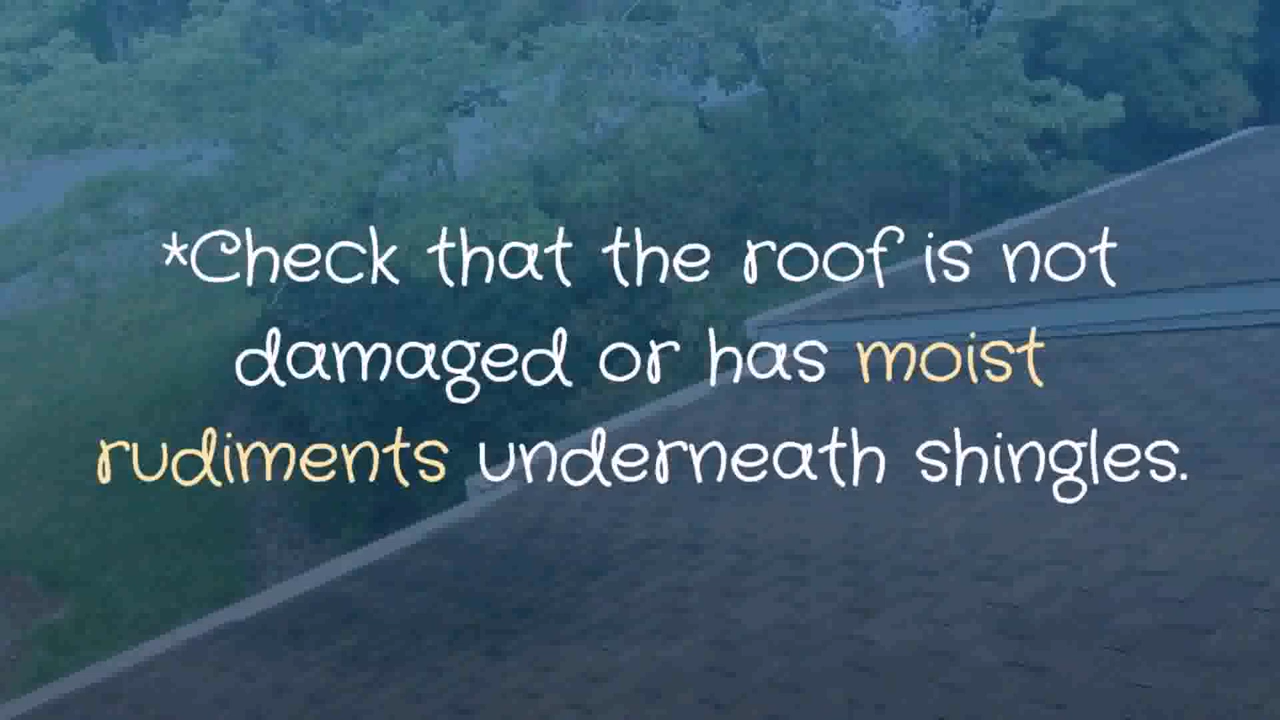 *Check that the roof is not
damaged or has moist
rudiments underneath shingles.